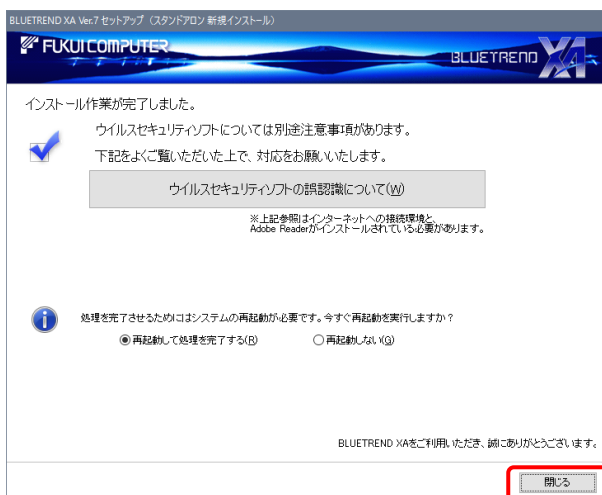 BLUETREND XA Ver.7 セットアップ（スタンドアロン 新規インストール）
FUKUI COMPUTER
BLUETREND XA
インストール作業が完了しました。
ウイルスセキュリティソフトについては別途注意事項があります。
下記をよくご覧いただいた上で、対応をお願いいたします。
ウイルスセキュリティソフトの誤認識について(W)
※上記参照はインターネットへの接続環境と、
Adobe Readerがインストールされている必要があります。
処理を完了させるためにはシステムの再起動が必要です。今すぐ再起動を実行しますか？
再起動して処理を完了する(R) 再起動しない(G)
BLUETREND XAをご利用いただき、誠にありがとうございます。
閉じる